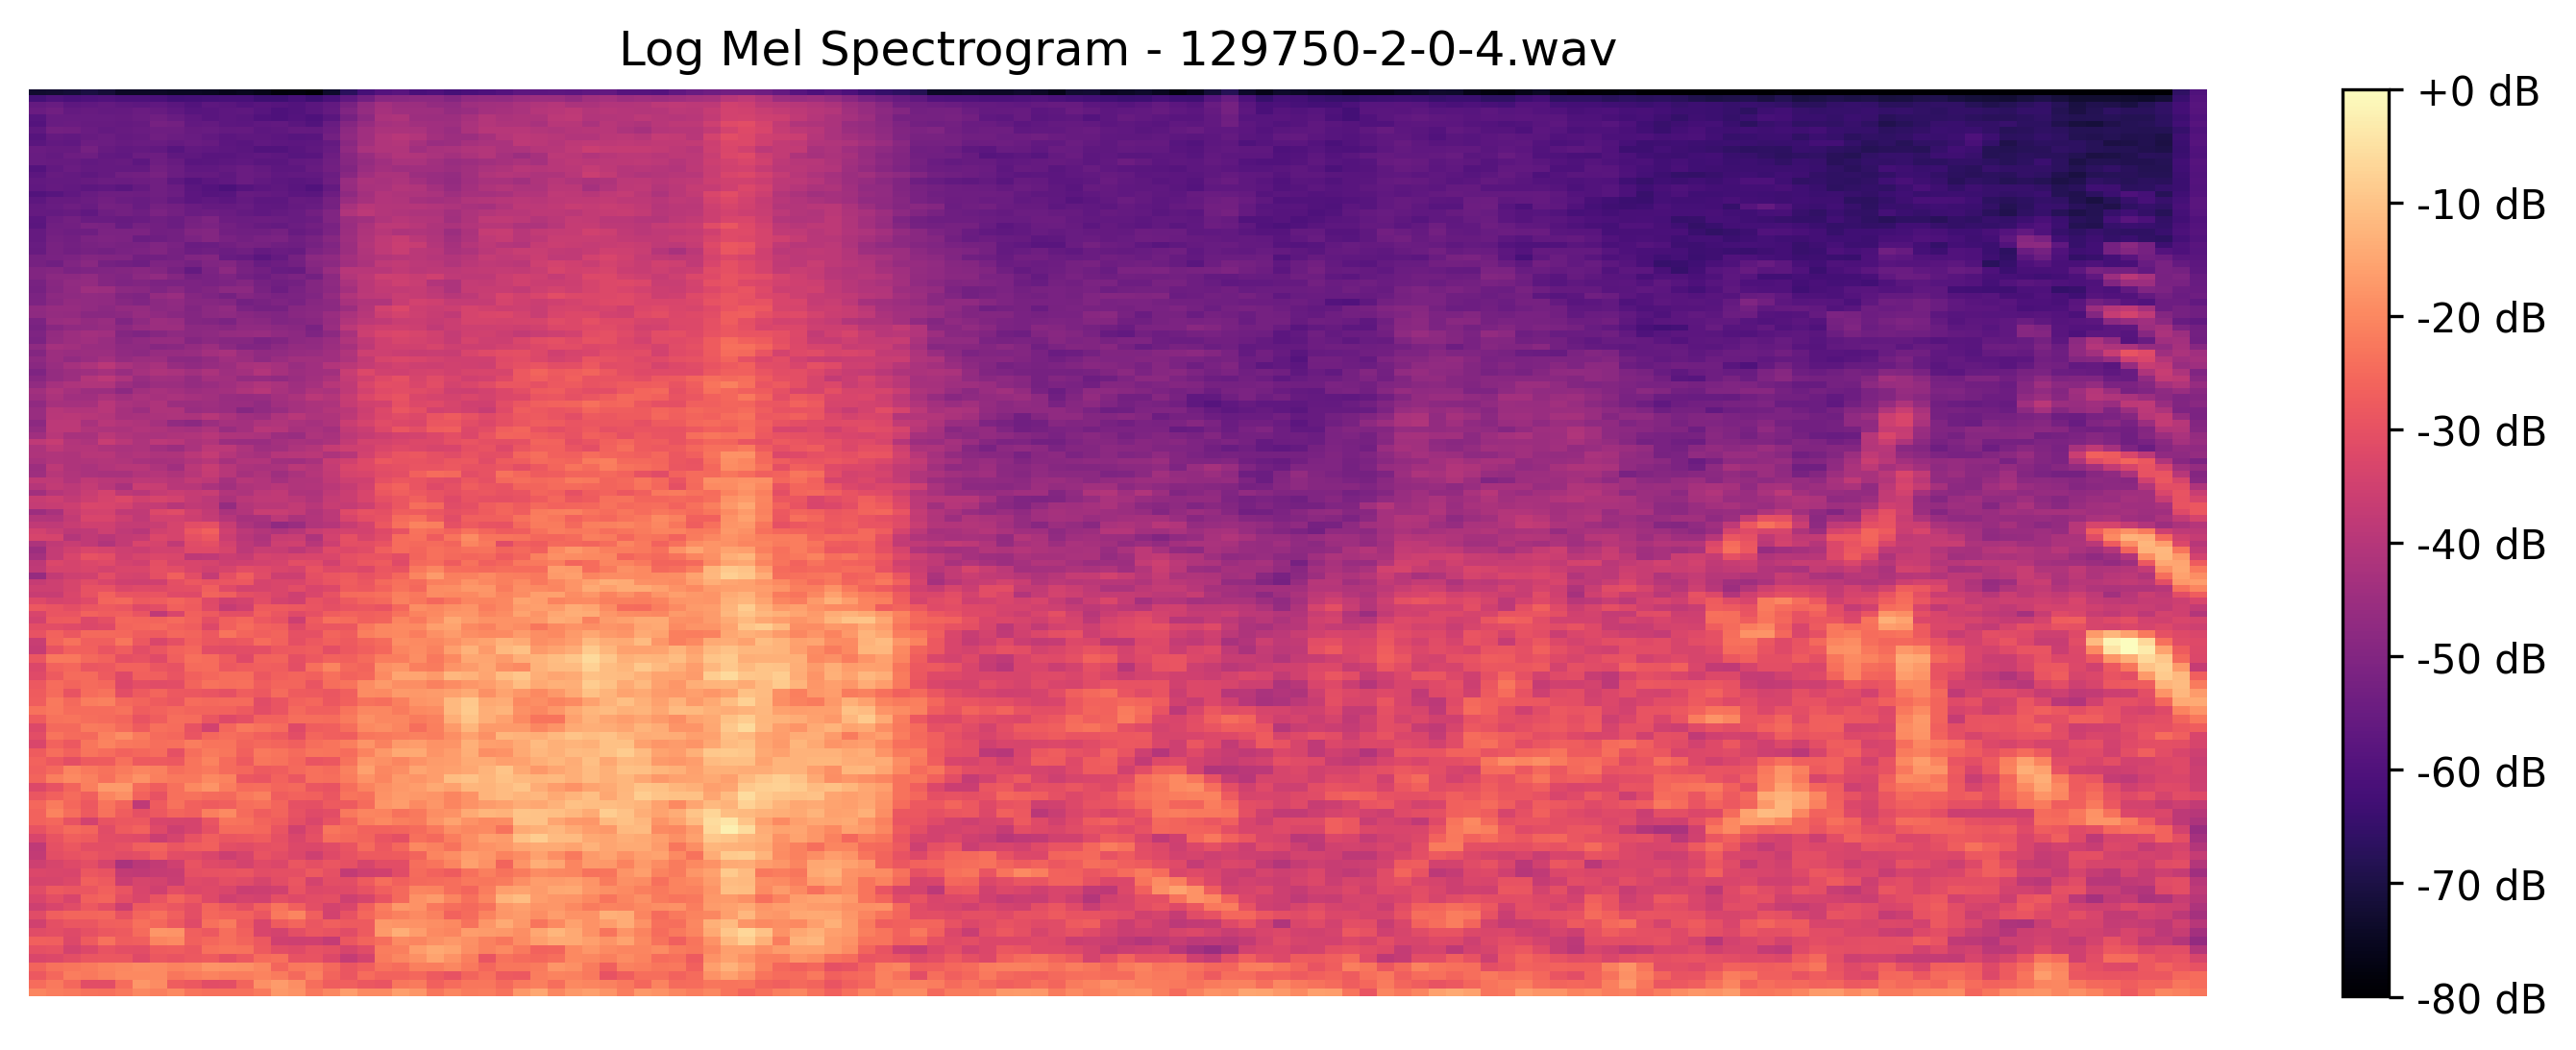 Log Mel Spectrogram - 129750-2-0-4.wav
+0 dB
-10 dB
-20 dB
-30 dB
-40 dB
-50 dB
-60 dB
-70 dB
-80 dB